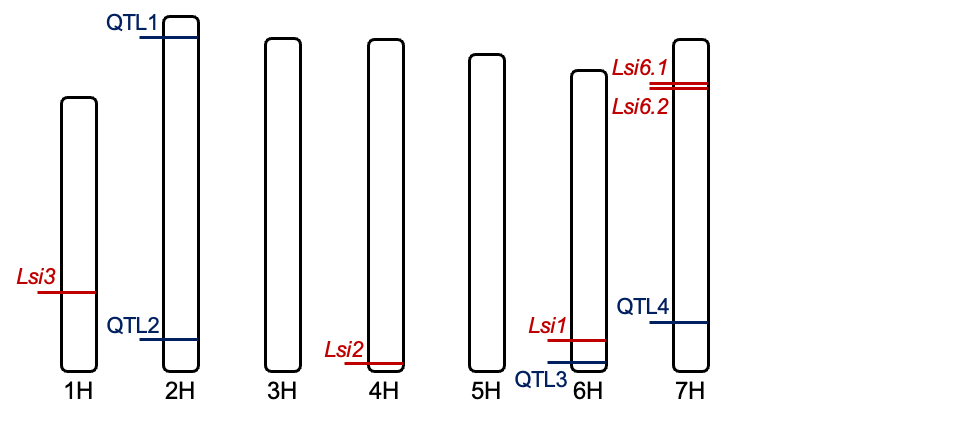 QTL1
Lsi6.1
Lsi6.2
Lsi3
QTL4
QTL2
Lsi1
Lsi2
QTL3
1H 2H 3H 4H 5H 6H 7H